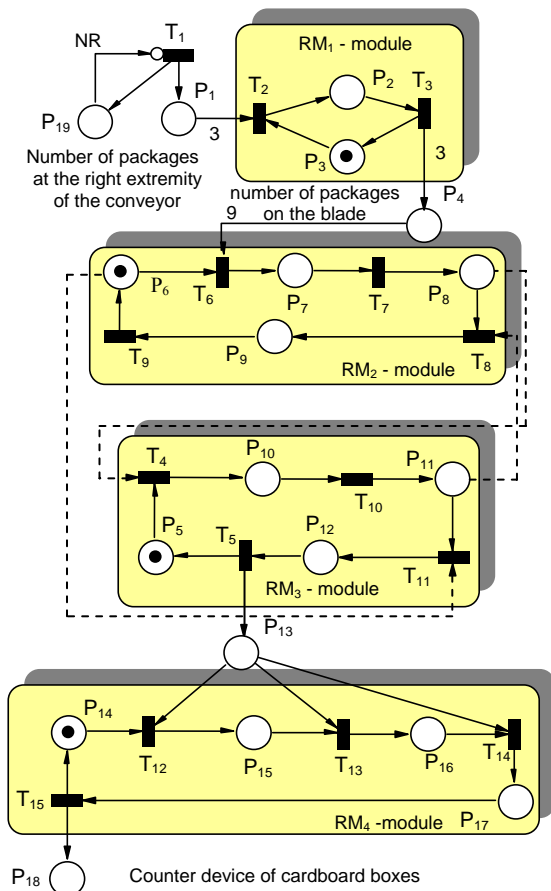 NR
T₁
RM₁ - module
P₁
T₂
P₂
T₃
P₁₉
3
P₃
3
Number of packages
at the right extremity
of the conveyor
number of packages
on the blade
P₄
9
P₆
T₆
P₇
T₇
P₈
T₉
P₉
T₈
RM₂ - module
T₄
P₁₀
T₁₀
P₁₁
P₅
T₅
P₁₂
T₁₁
RM₃ - module
P₁₃
P₁₄
T₁₂
P₁₅
T₁₃
P₁₆
T₁₄
T₁₅
P₁₇
RM₄ -module
P₁₈
Counter device of cardboard boxes